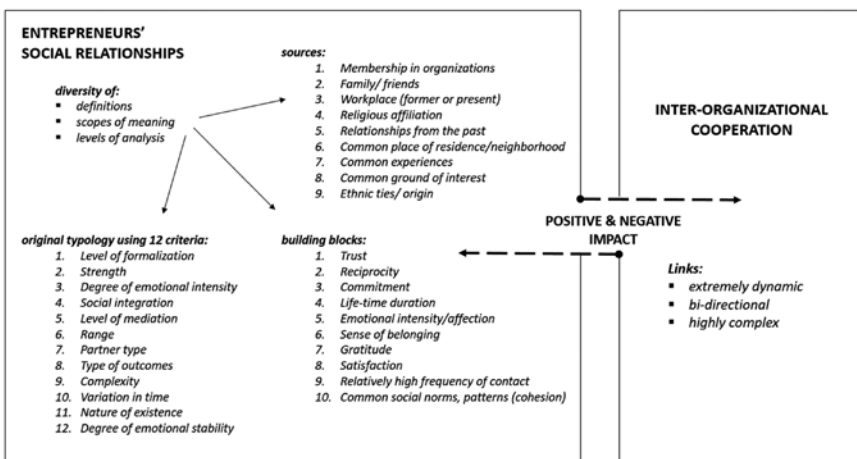 ENTREPRENEURS'
SOCIAL RELATIONSHIPS
diversity of:
▪ definitions
▪ scopes of meaning
▪ levels of analysis
sources:
1. Membership in organizations
2. Family/ friends
3. Workplace (former or present)
4. Religious affiliation
5. Relationships from the past
6. Common place of residence/neighborhood
7. Common experiences
8. Common ground of interest
9. Ethnic ties/ origin
original typology using 12 criteria:
1. Level of formalization
2. Strength
3. Degree of emotional intensity
4. Social integration
5. Level of mediation
6. Range
7. Partner type
8. Type of outcomes
9. Complexity
10. Variation in time
11. Nature of existence
12. Degree of emotional stability
building blocks:
1. Trust
2. Reciprocity
3. Commitment
4. Life-time duration
5. Emotional intensity/affection
6. Sense of belonging
7. Gratitude
8. Satisfaction
9. Relatively high frequency of contact
10. Common social norms, patterns (cohesion)
POSITIVE & NEGATIVE
IMPACT
INTER-ORGANIZATIONAL
COOPERATION
Links:
▪ extremely dynamic
▪ bi-directional
▪ highly complex